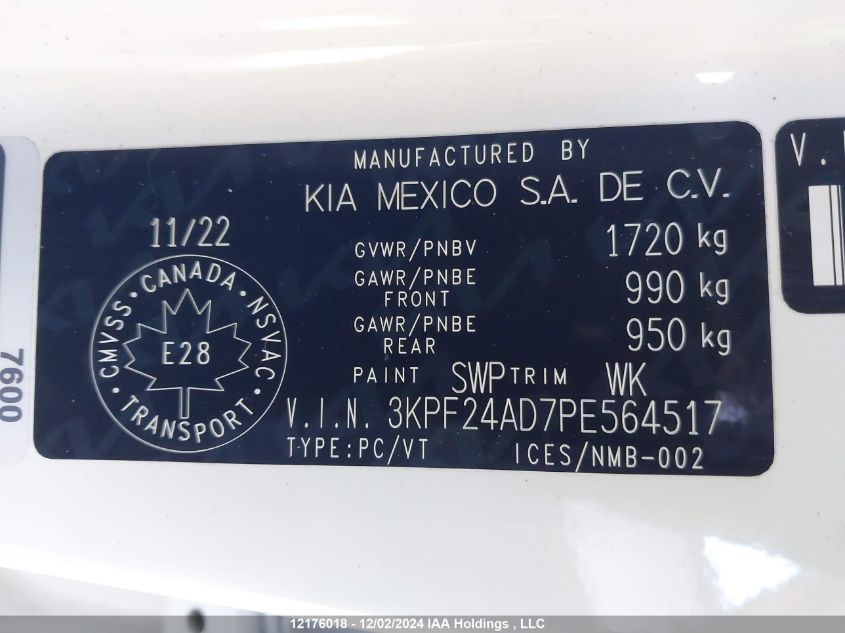 MANUFACTURED BY
KIA MEXICO S.A. DE C.V.
11/22
GVWR/PNBV 1720 kg
GAWR/PNBE FRONT 990 kg
GAWR/PNBE REAR 950 kg
PAINT SWP TRIM WK
V.I.N. 3KPF24AD7PE564517
TYPE:PC/VT ICES/NMB-002
CMVSS • CANADA • NSVAC • TRANSPORT •
E28
7600
V.
12176018 - 12/02/2024 IAA Holdings , LLC